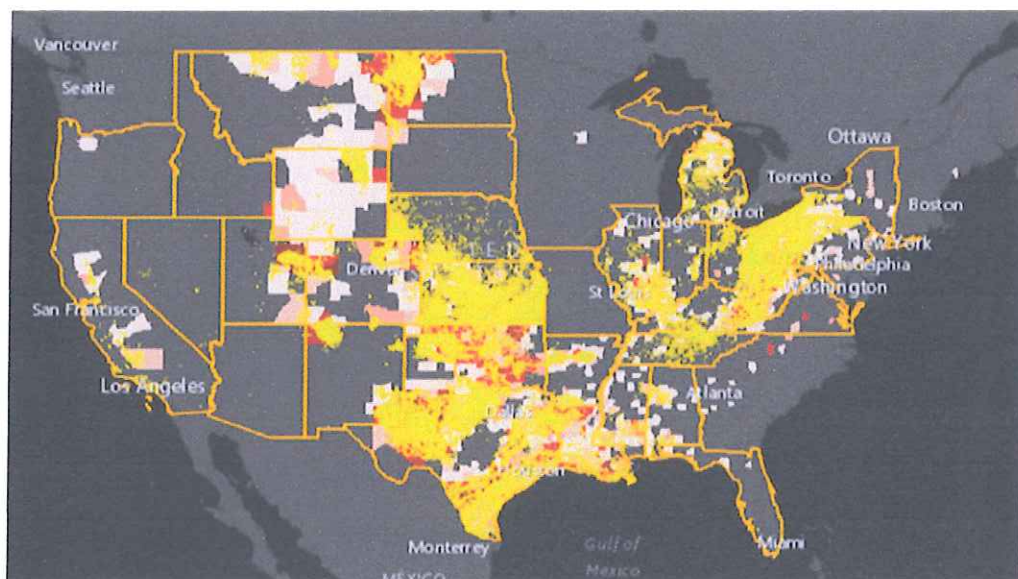 Vancouver
Seattle
Ottawa
Toronto
Boston
Chicago
Detroit
New York
Philadelphia
Denver
Washington
St Louis
San Francisco
Los Angeles
Atlanta
Dallas
Houston
Monterrey
Miami
Gulf of
Mexico
MÉXICO